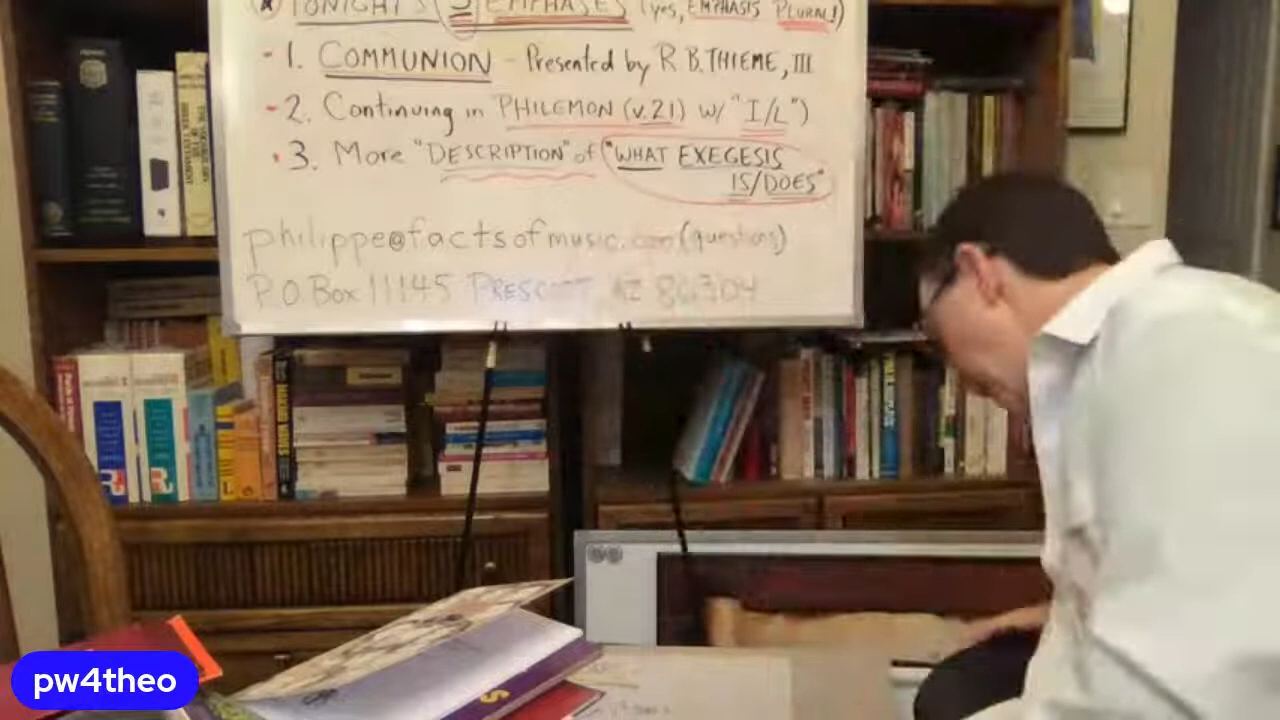 TONIGHT'S 3 EMPHASES (yes, EMPHASIS PLURAL!)
- 1. COMMUNION - Presented by R.B. THIEME, III
- 2. Continuing in "PHILEMON (v.21) w/ "I/L")
• 3. More "DESCRIPTION" of "WHAT EXEGESIS
IS/DOES"
philippe@factsofmusic.com (questions)
P.O. Box 11145 PRESCOTT AZ 86304
pw4theo